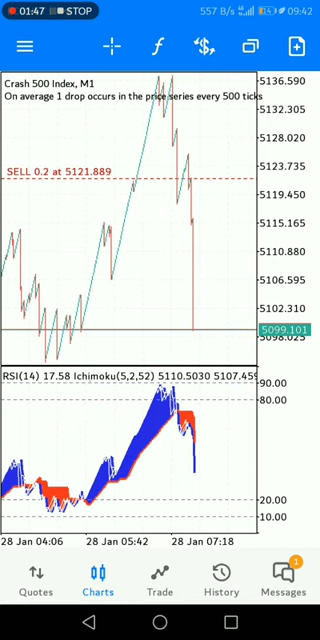 01:47 STOP 557 B/s 09:42
Crash 500 Index, M1
On average 1 drop occurs in the price series every 500 ticks
SELL 0.2 at 5121.889
5136.590
5132.305
5128.020
5123.735
5119.450
5115.165
5110.880
5106.595
5102.310
5099.101
5098.025
RSI(14) 17.58 Ichimoku(5,2,52) 5110.5030 5107.459
90.00
80.00
20.00
10.00
28 Jan 04:06 28 Jan 05:42 28 Jan 07:18
1
Quotes Charts Trade History Messages